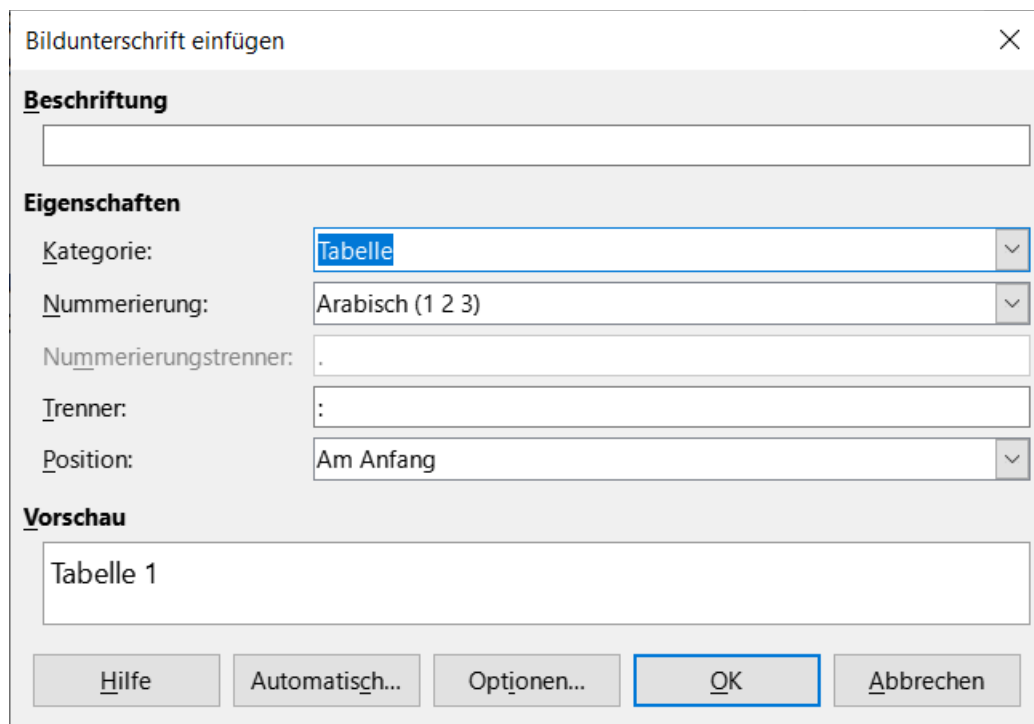 Bildunterschrift einfügen
Beschriftung
Eigenschaften
Kategorie: Tabelle
Nummerierung: Arabisch (1 2 3)
Nummerierungstrenner: .
Trenner: :
Position: Am Anfang
Vorschau
Tabelle 1
Hilfe Automatisch... Optionen... OK Abbrechen